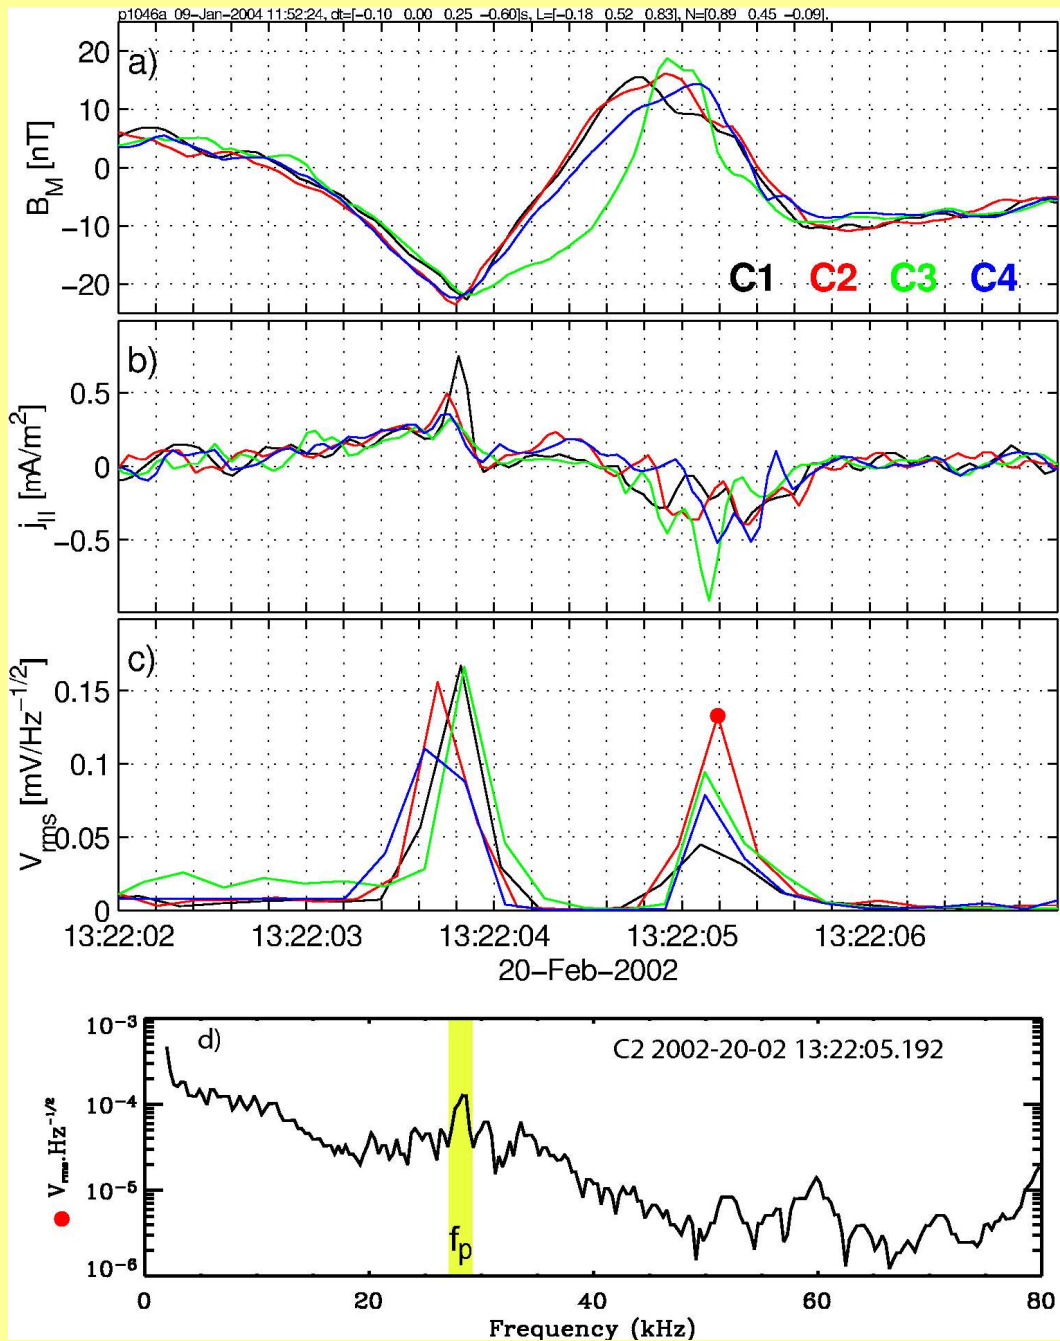 p1046a 09-Jan-2004 11:52:24, dt=[-0.10 0.00 0.25 -0.60]s, L=[-0.18 0.52 0.83], N=[0.89 0.45 -0.09].
a)
20
10
0
-10
-20
B_M [nT]
C1 C2 C3 C4
b)
0.5
0
-0.5
j_|| [mA/m²]
c)
0.15
0.1
0.05
0
V_rms [mV/Hz^-1/2]
13:22:02 13:22:03 13:22:04 13:22:05 13:22:06
20-Feb-2002
d)
C2 2002-20-02 13:22:05.192
10^-3
10^-4
10^-5
10^-6
V_rms·Hz^-1/2
f_p
0 20 40 60 80
Frequency (kHz)